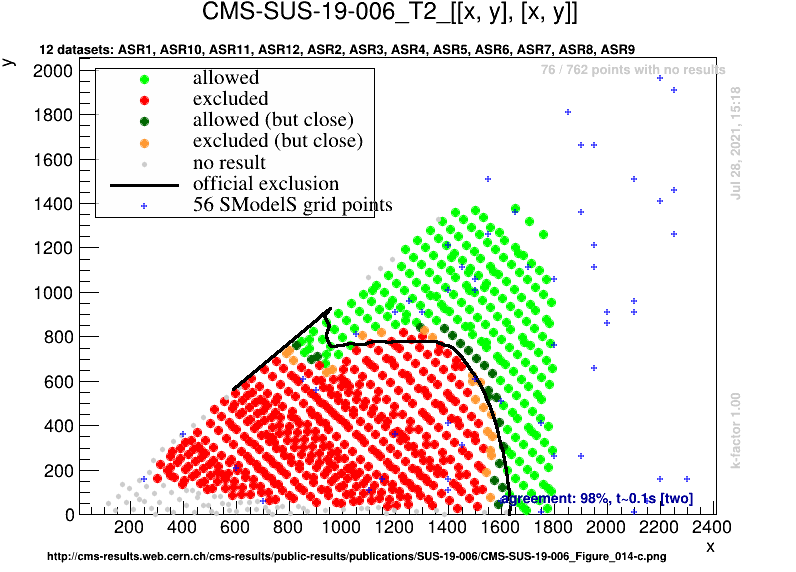 CMS-SUS-19-006_T2_[[x, y], [x, y]]
12 datasets: ASR1, ASR10, ASR11, ASR12, ASR2, ASR3, ASR4, ASR5, ASR6, ASR7, ASR8, ASR9
y
76 / 762 points with no results
allowed
excluded
allowed (but close)
excluded (but close)
no result
official exclusion
56 SModelS grid points
Jul 28, 2021, 15:18
k-factor 1.00
2000
1800
1600
1400
1200
1000
800
600
400
200
0
agreement: 98%, t~0.1s [two]
200 400 600 800 1000 1200 1400 1600 1800 2000 2200 2400
x
http://cms-results.web.cern.ch/cms-results/public-results/publications/SUS-19-006/CMS-SUS-19-006_Figure_014-c.png